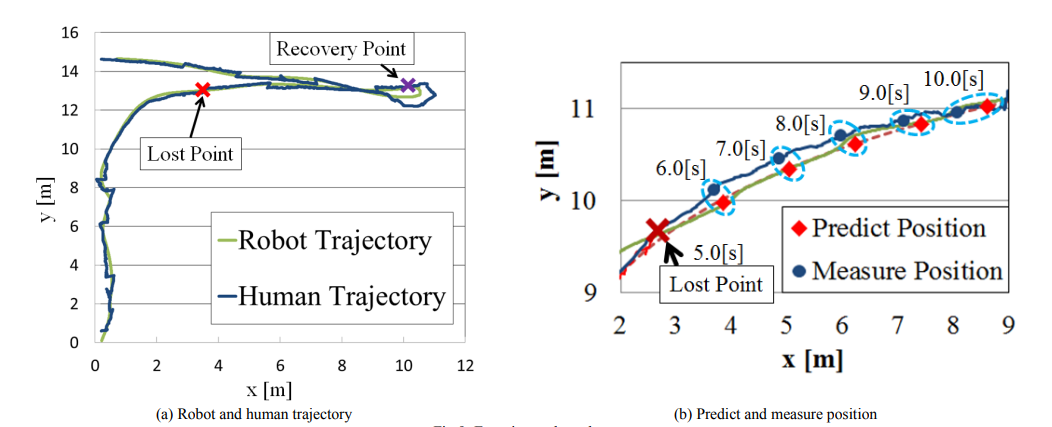 16
14
12
10
8
6
4
2
0
y [m]
0 2 4 6 8 10 12
x [m]
Recovery Point
Lost Point
Robot Trajectory
Human Trajectory
(a) Robot and human trajectory
11
10
9
y [m]
2 3 4 5 6 7 8 9
x [m]
10.0[s]
9.0[s]
8.0[s]
7.0[s]
6.0[s]
5.0[s]
Lost Point
Predict Position
Measure Position
(b) Predict and measure position